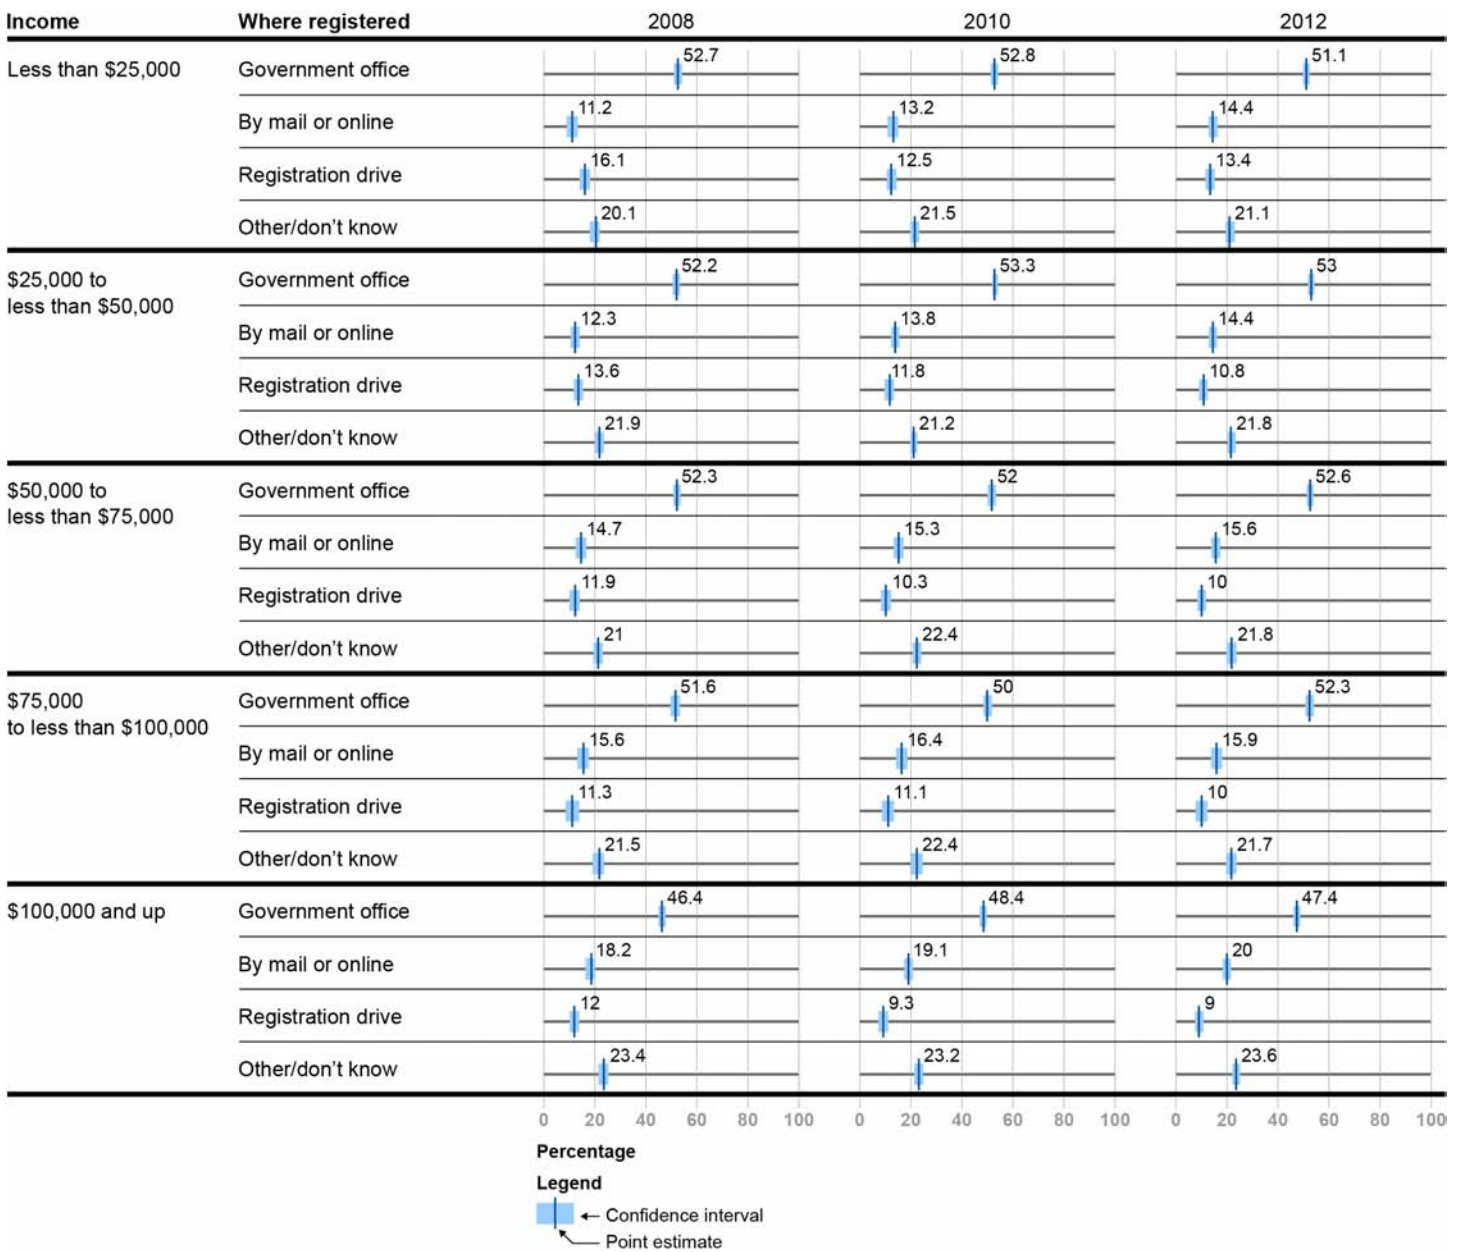 Income Where registered 2008 2010 2012
Less than $25,000 Government office 52.7 52.8 51.1
By mail or online 11.2 13.2 14.4
Registration drive 16.1 12.5 13.4
Other/don't know 20.1 21.5 21.1
$25,000 to
less than $50,000
Government office 52.2 53.3 53
By mail or online 12.3 13.8 14.4
Registration drive 13.6 11.8 10.8
Other/don't know 21.9 21.2 21.8
$50,000 to
less than $75,000
Government office 52.3 52 52.6
By mail or online 14.7 15.3 15.6
Registration drive 11.9 10.3 10
Other/don't know 21 22.4 21.8
$75,000
to less than $100,000
Government office 51.6 50 52.3
By mail or online 15.6 16.4 15.9
Registration drive 11.3 11.1 10
Other/don't know 21.5 22.4 21.7
$100,000 and up Government office 46.4 48.4 47.4
By mail or online 18.2 19.1 20
Registration drive 12 9.3 9
Other/don't know 23.4 23.2 23.6
0 20 40 60 80 100 0 20 40 60 80 100 0 20 40 60 80 100
Percentage
Legend
Confidence interval
Point estimate